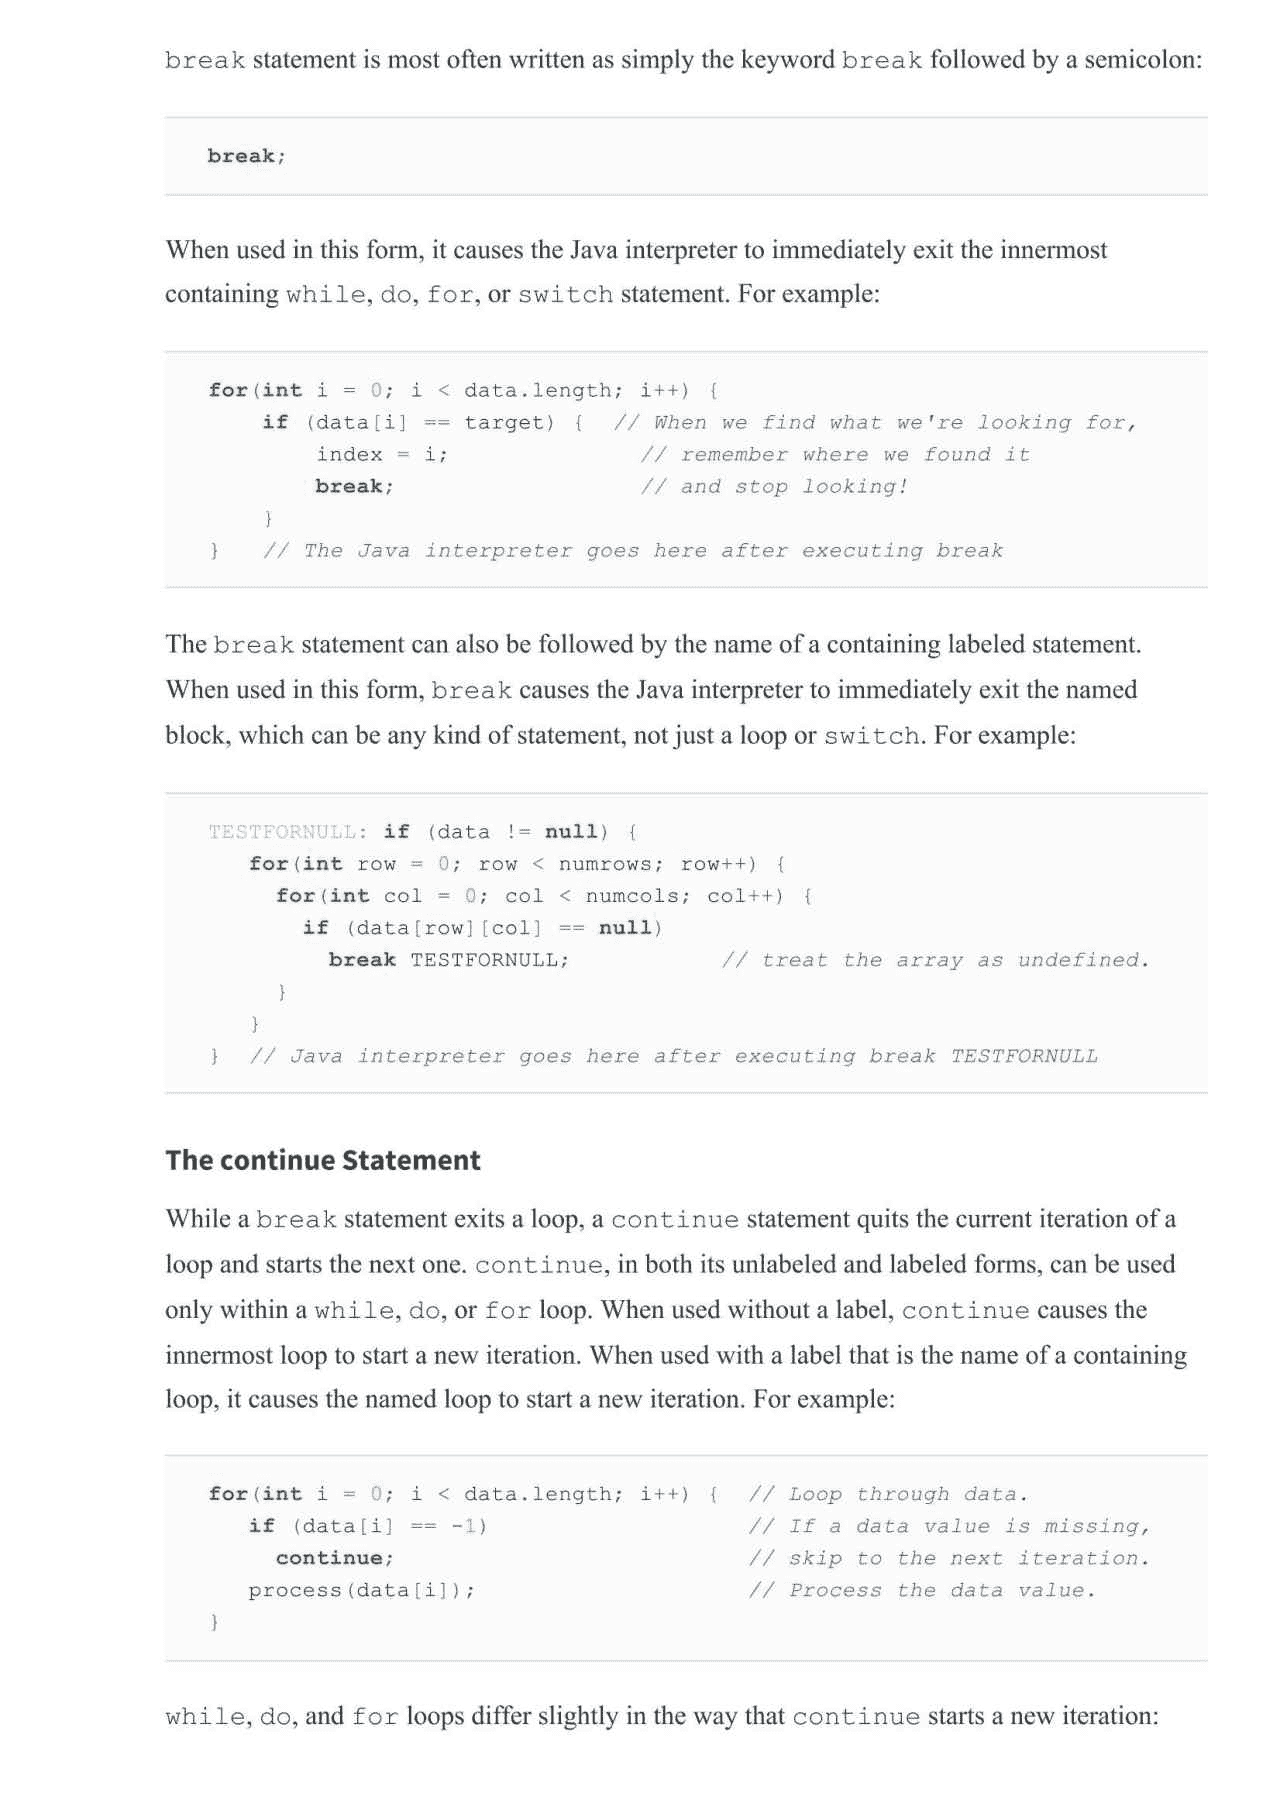 break statement is most often written as simply the keyword break followed by a semicolon:
break;
When used in this form, it causes the Java interpreter to immediately exit the innermost
containing while, do, for, or switch statement. For example:
for(int i = 0; i < data.length; i++) {
    if (data[i] == target) {  // When we find what we're looking for,
        index = i;              // remember where we found it
        break;                  // and stop looking!
    }
}   // The Java interpreter goes here after executing break
The break statement can also be followed by the name of a containing labeled statement.
When used in this form, break causes the Java interpreter to immediately exit the named
block, which can be any kind of statement, not just a loop or switch. For example:
TESTFORNULL: if (data != null) {
   for(int row = 0; row < numrows; row++) {
     for(int col = 0; col < numcols; col++) {
       if (data[row][col] == null)
         break TESTFORNULL;           // treat the array as undefined.
     }
   }
}  // Java interpreter goes here after executing break TESTFORNULL
The continue Statement
While a break statement exits a loop, a continue statement quits the current iteration of a
loop and starts the next one. continue, in both its unlabeled and labeled forms, can be used
only within a while, do, or for loop. When used without a label, continue causes the
innermost loop to start a new iteration. When used with a label that is the name of a containing
loop, it causes the named loop to start a new iteration. For example:
for(int i = 0; i < data.length; i++) {  // Loop through data.
   if (data[i] == -1)                   // If a data value is missing,
     continue;                          // skip to the next iteration.
   process(data[i]);                    // Process the data value.
}
while, do, and for loops differ slightly in the way that continue starts a new iteration: